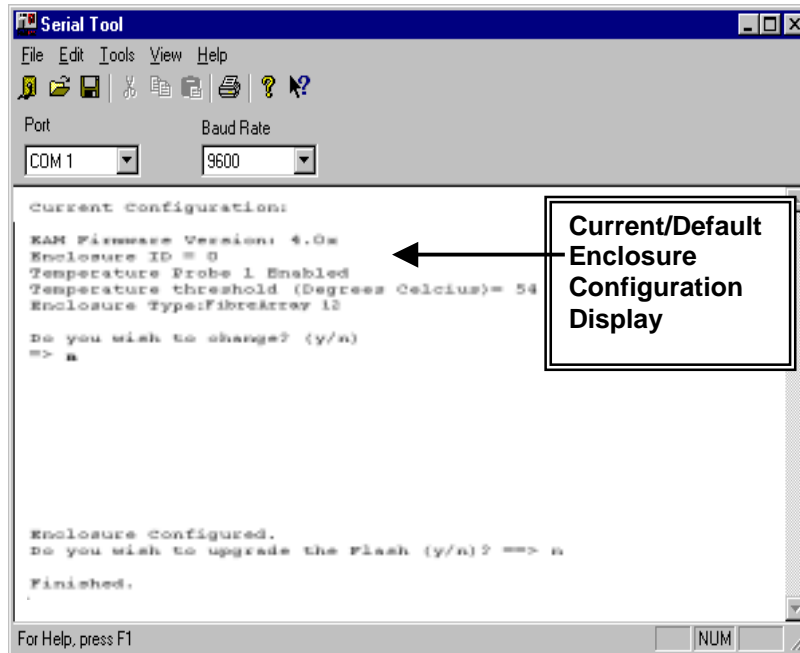 Serial Tool
File Edit Tools View Help
Port Baud Rate
COM 1 9600
Current Configuration:
EAM Firmware Version: 4.0x
Enclosure ID = 0
Temperature Probe 1 Enabled
Temperature threshold (Degrees Celcius)= 54
Enclosure Type:FibreArray 12
Do you wish to change? (y/n)
=> n
Current/Default
Enclosure
Configuration
Display
Enclosure Configured.
Do you wish to upgrade the Flash (y/n)? ==> n
Finished.
For Help, press F1 NUM